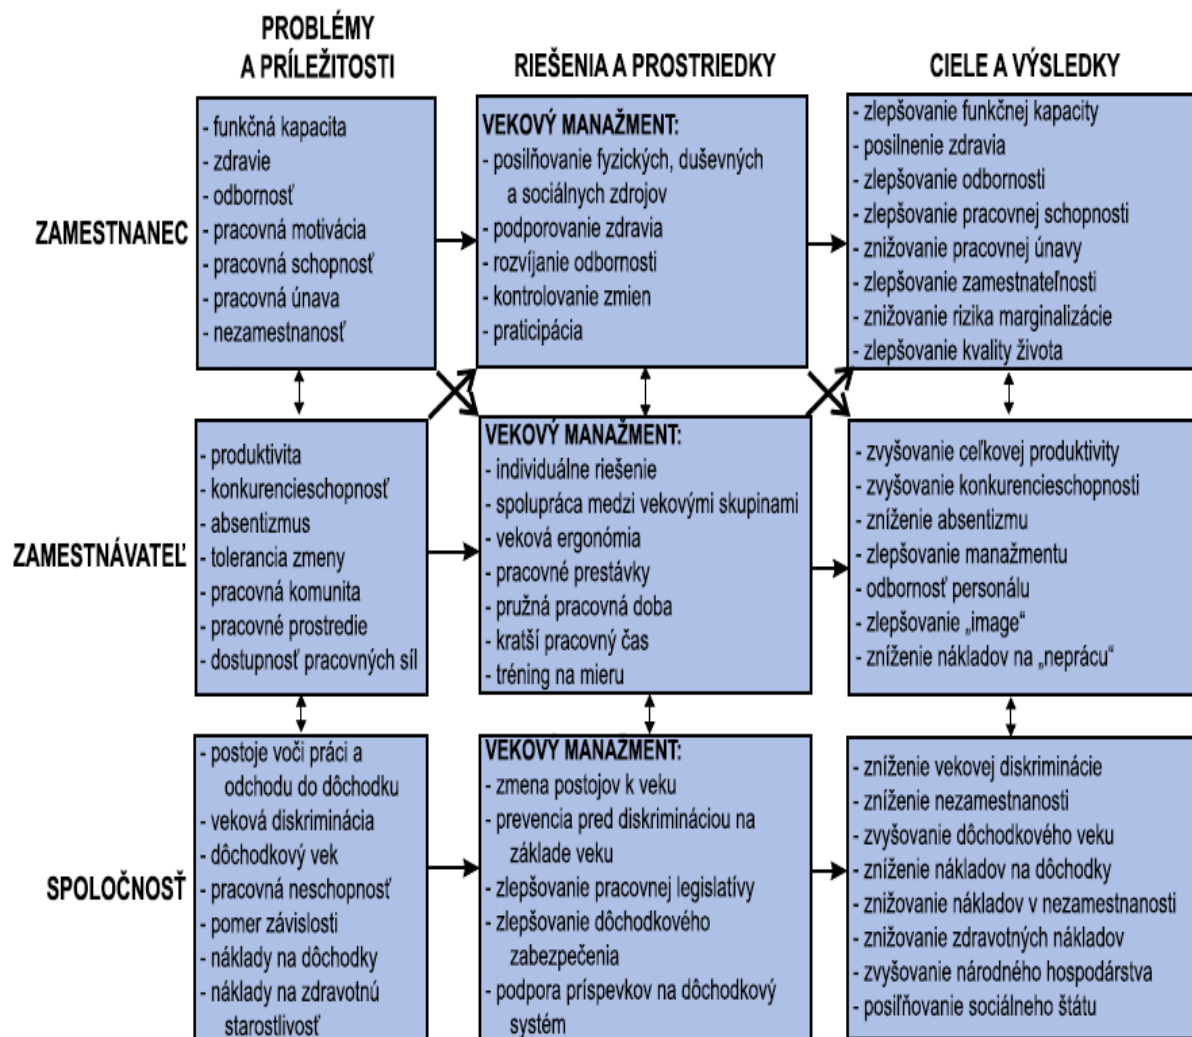 PROBLÉMY
A PRÍLEŽITOSTI
RIEŠENIA A PROSTRIEDKY
CIELE A VÝSLEDKY
ZAMESTNANEC
- funkčná kapacita
- zdravie
- odbornosť
- pracovná motivácia
- pracovná schopnosť
- pracovná únava
- nezamestnanosť
VEKOVÝ MANAŽMENT:
- posilňovanie fyzických, duševných
a sociálnych zdrojov
- podporovanie zdravia
- rozvíjanie odbornosti
- kontrolovanie zmien
- praticipácia
- zlepšovanie funkčnej kapacity
- posilnenie zdravia
- zlepšovanie odbornosti
- zlepšovanie pracovnej schopnosti
- znižovanie pracovnej únavy
- zlepšovanie zamestnateľnosti
- znižovanie rizika marginalizácie
- zlepšovanie kvality života
ZAMESTNÁVATEĽ
- produktivita
- konkurencieschopnosť
- absentizmus
- tolerancia zmeny
- pracovná komunita
- pracovné prostredie
- dostupnosť pracovných síl
VEKOVÝ MANAŽMENT:
- individuálne riešenie
- spolupráca medzi vekovými skupinami
- veková ergonómia
- pracovné prestávky
- pružná pracovná doba
- kratší pracovný čas
- tréning na mieru
- zvyšovanie ceľkovej produktivity
- zvyšovanie konkurencieschopnosti
- zníženie absentizmu
- zlepšovanie manažmentu
- odbornosť personálu
- zlepšovanie „image“
- zníženie nákladov na „neprácu“
SPOLOČNOSŤ
- postoje voči práci a
odchodu do dôchodku
- veková diskriminácia
- dôchodkový vek
- pracovná neschopnosť
- pomer závislosti
- náklady na dôchodky
- náklady na zdravotnú
starostlivosť
VEKOVÝ MANAŽMENT:
- zmena postojov k veku
- prevencia pred diskrimináciou na
základe veku
- zlepšovanie pracovnej legislatívy
- zlepšovanie dôchodkového
zabezpečenia
- podpora príspevkov na dôchodkový
systém
- zníženie vekovej diskriminácie
- zníženie nezamestnanosti
- zvyšovanie dôchodkového veku
- zníženie nákladov na dôchodky
- znižovanie nákladov v nezamestnanosti
- znižovanie zdravotných nákladov
- zvyšovanie národného hospodárstva
- posiľňovanie sociálneho štátu